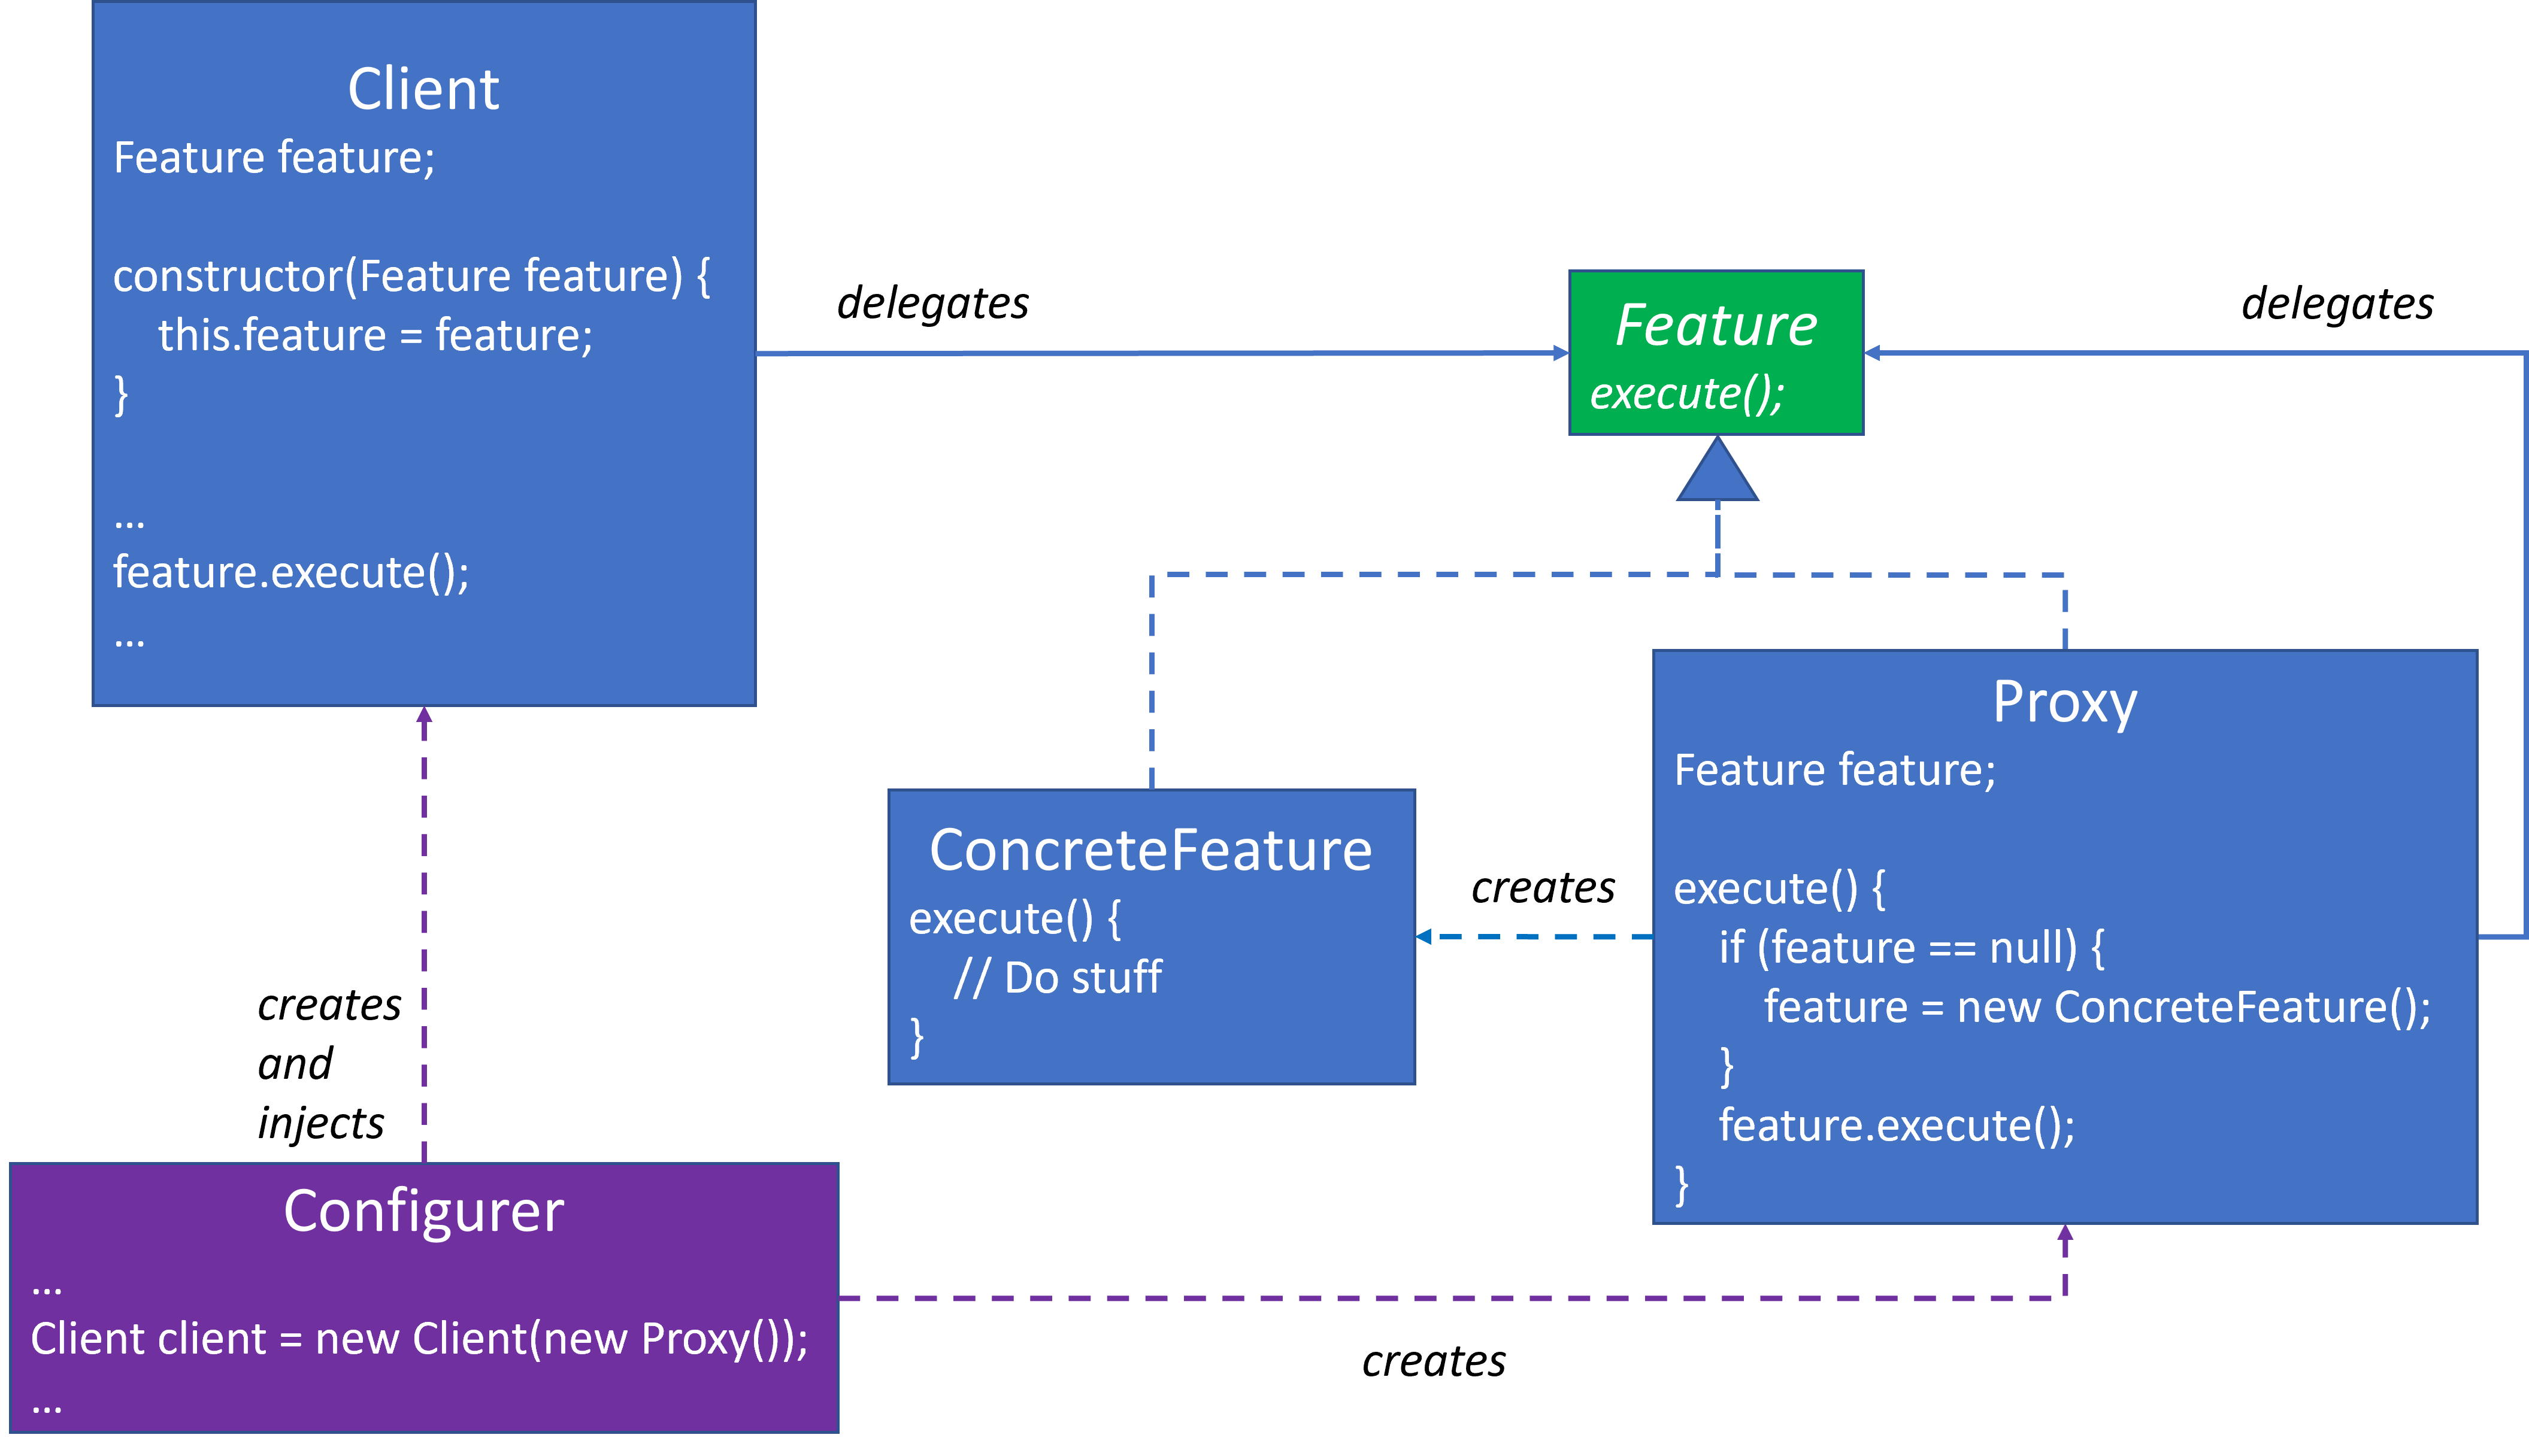 Client
Feature feature;
constructor(Feature feature) {
this.feature = feature;
}
...
feature.execute();
...
delegates
Feature
execute();
delegates
ConcreteFeature
execute() {
// Do stuff
}
creates
Proxy
Feature feature;
execute() {
if (feature == null) {
feature = new ConcreteFeature();
}
feature.execute();
}
creates
and
injects
Configurer
...
Client client = new Client(new Proxy());
...
creates